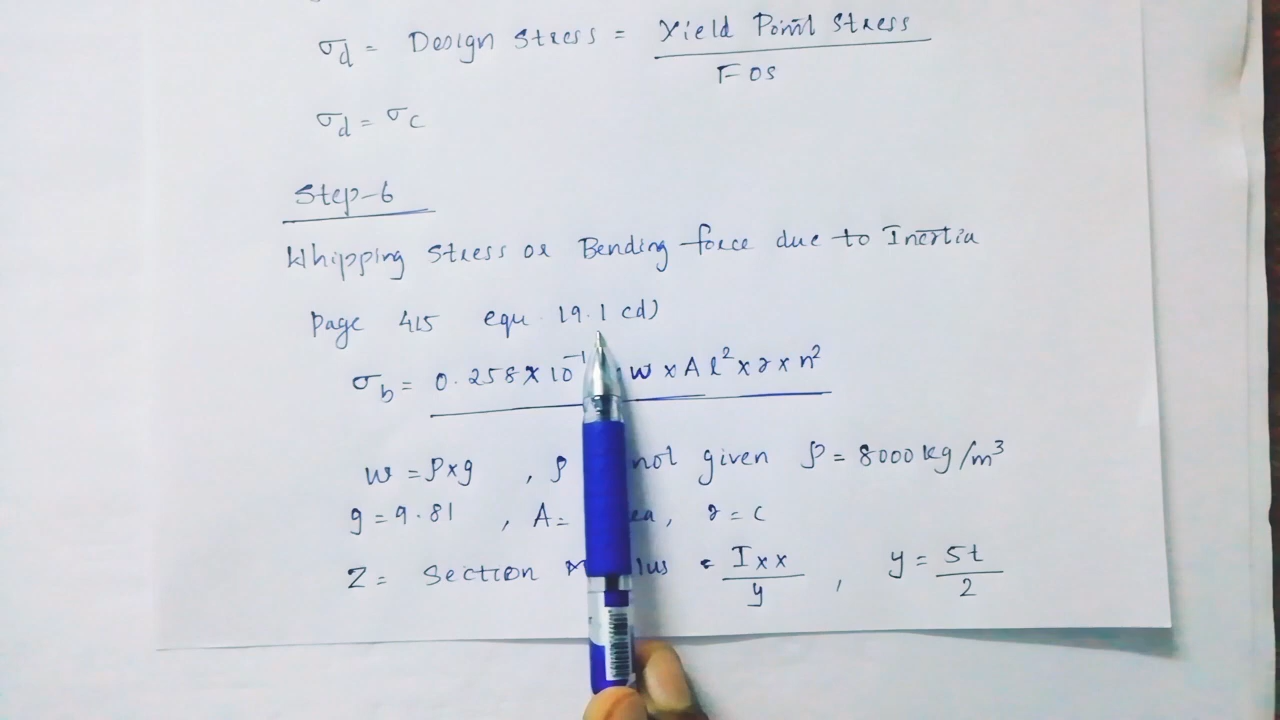 σd = Design Stress = Yield Point Stress / FOS
σd = σc
Step-6
Whipping Stress or Bending force due to Inertia
Page 415 equ. 19.1 cd)
σb = 0.258 × 10⁻¹ w × A l² × r × n²
w = ρ×g , ρ not given ρ = 8000 kg/m³
g = 9.81 , A = , r = c
Z = Section = Ixx / y , y = 5t / 2